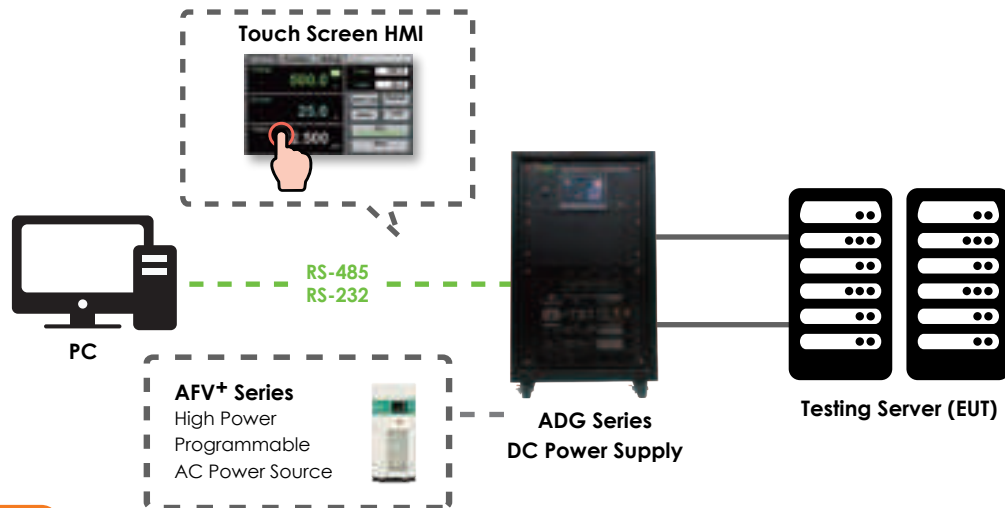 Touch Screen HMI
500.0
25.0
.500
RS-485
RS-232
PC
AFV+ Series
High Power
Programmable
AC Power Source
ADG Series
DC Power Supply
Testing Server (EUT)